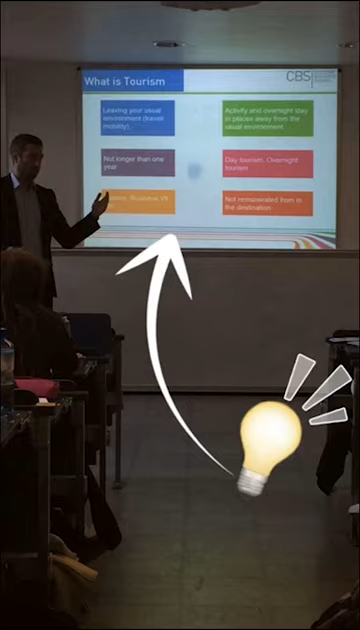 What is Tourism
CBS
Leaving your usual
environment (travel
mobility)
Activity and overnight stay
in places away from the
usual environment
Not longer than one
year
Day tourism, Overnight
tourism
Business,
Not remunerated from in
the destination